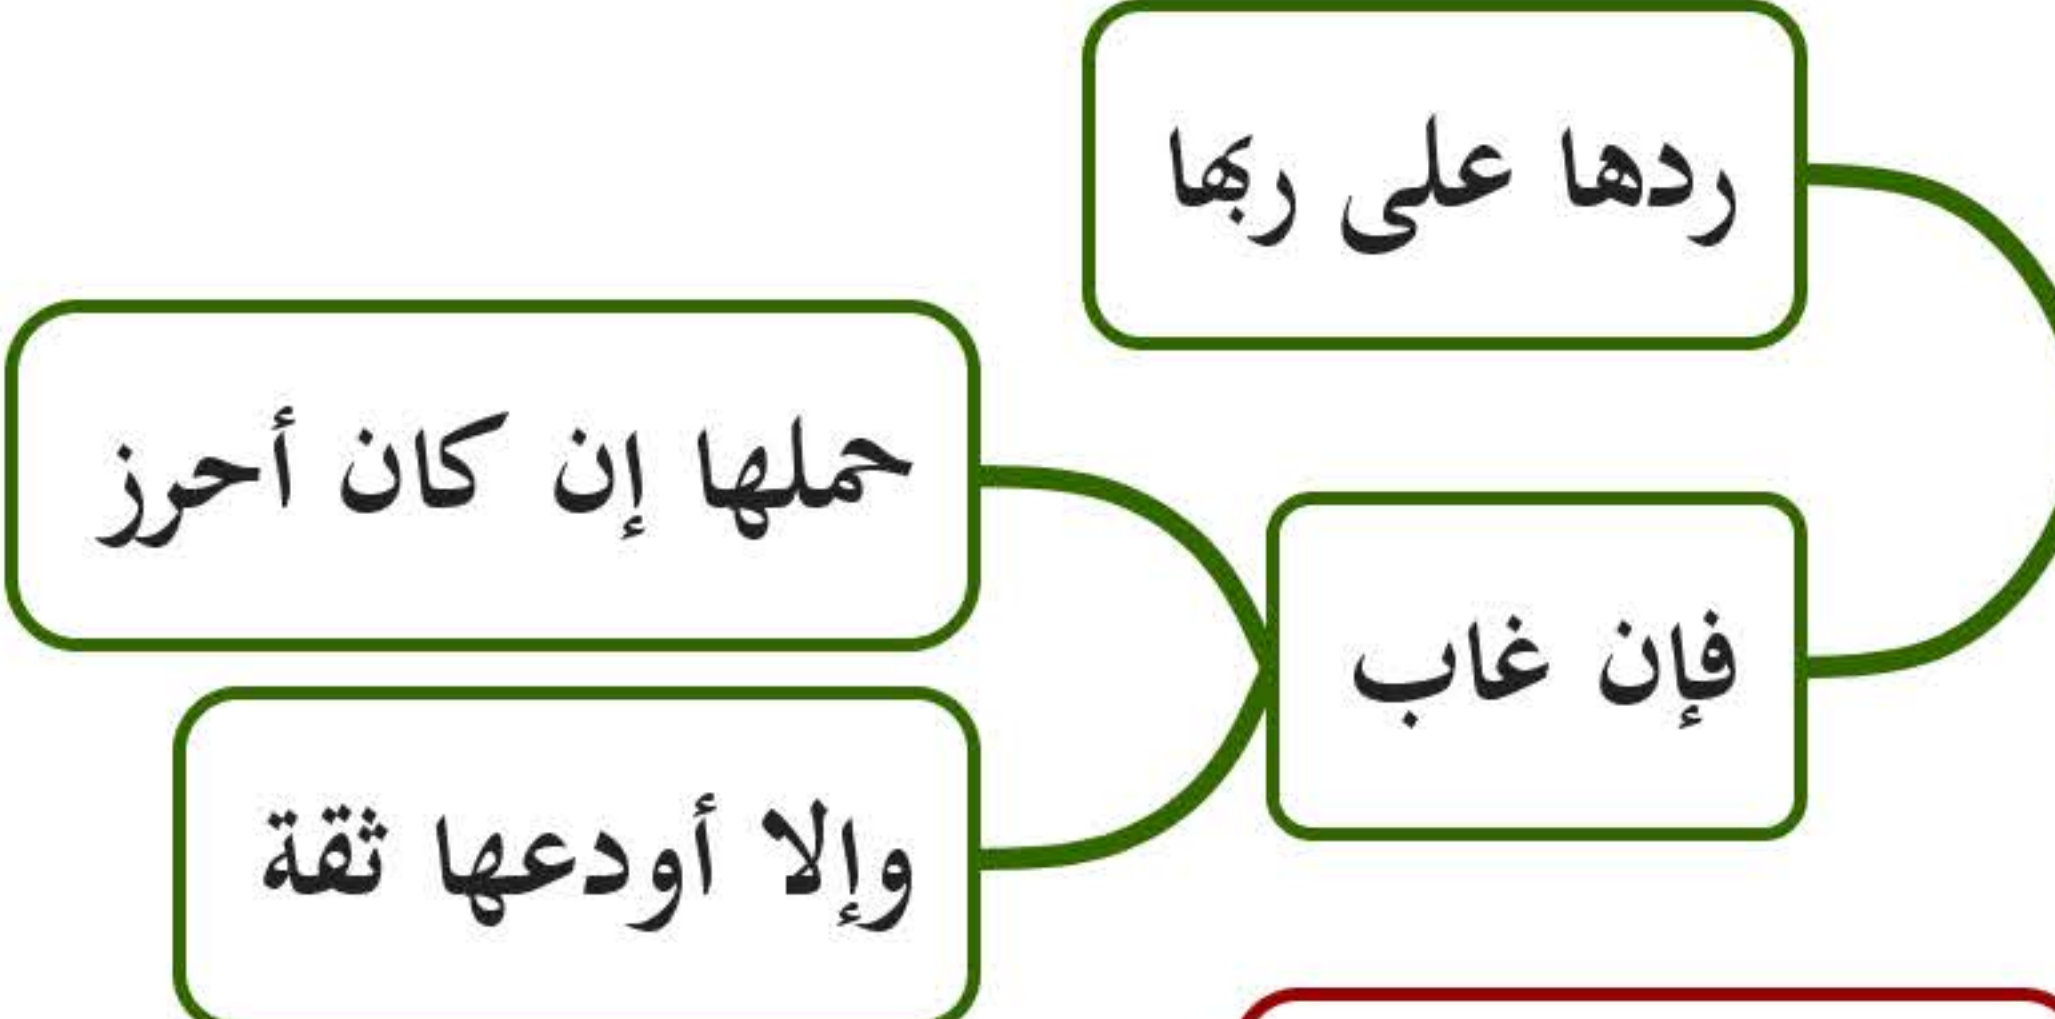 ردها على ربها
فإن غاب
حملها إن كان أحرز
وإلا أودعها ثقة